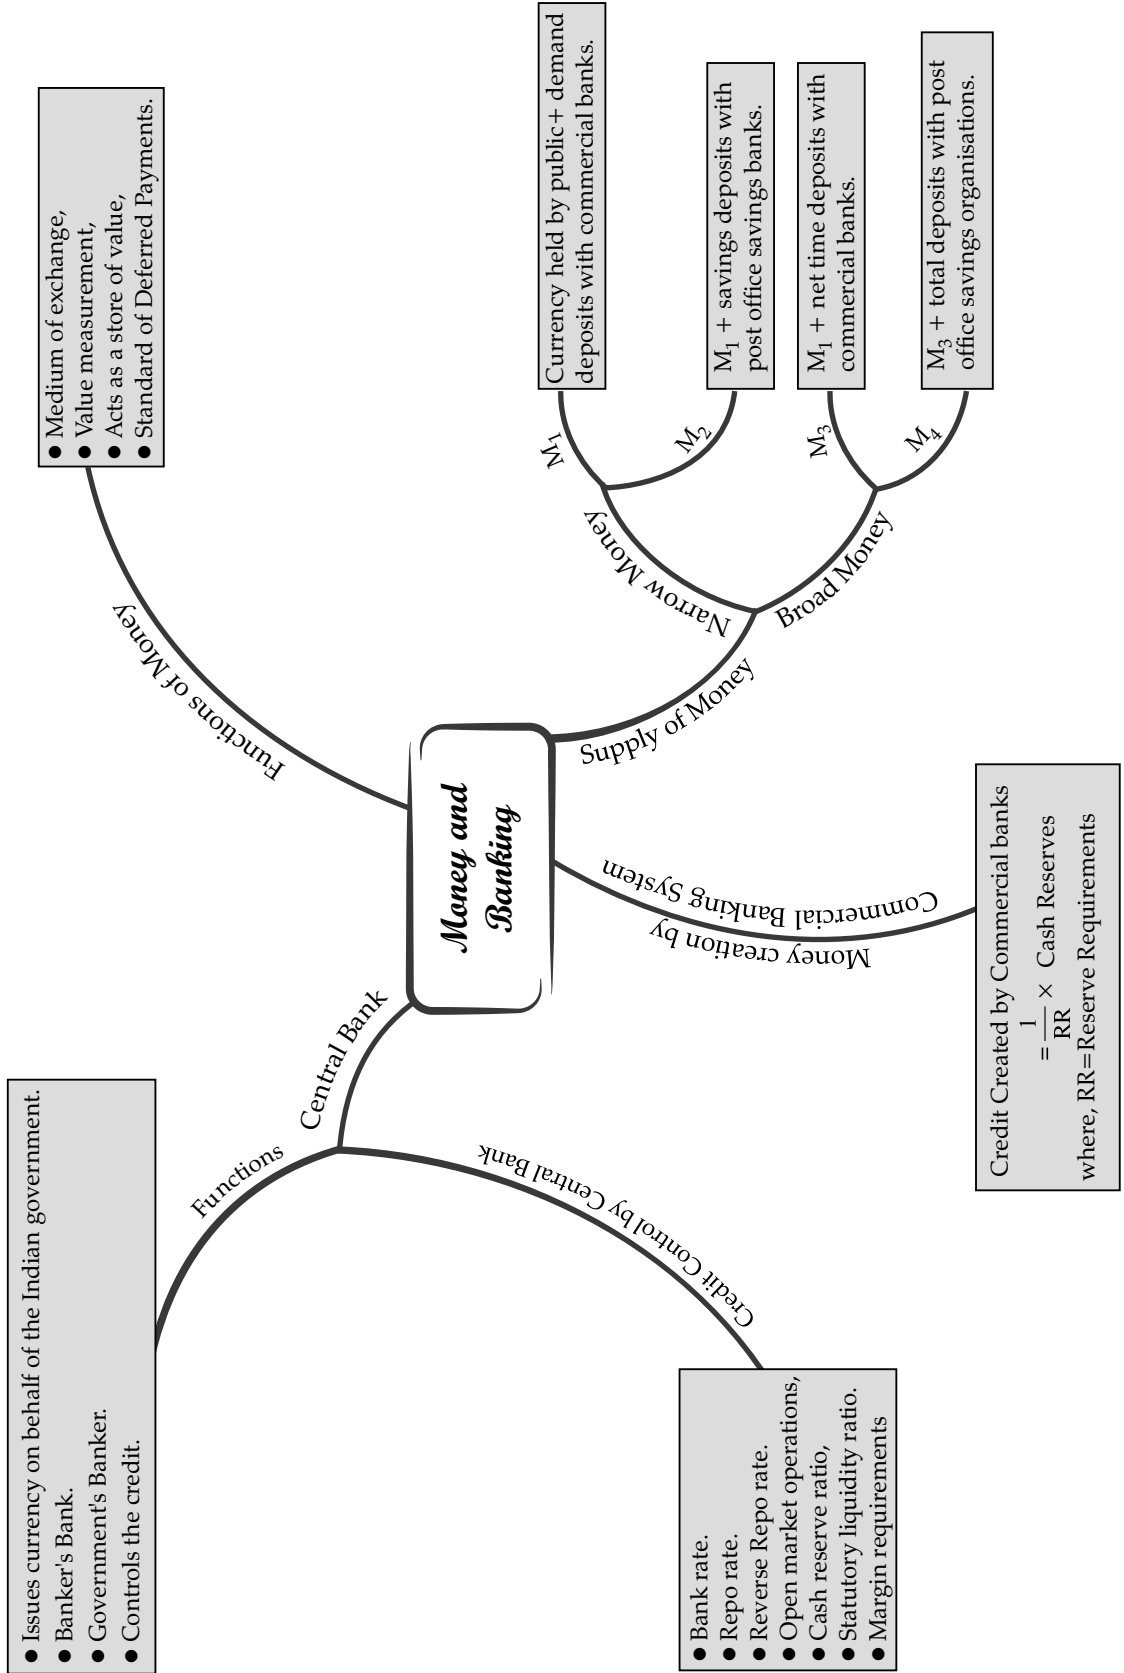 Money and
Banking
Functions of Money
● Medium of exchange,
● Value measurement,
● Acts as a store of value,
● Standard of Deferred Payments.
Supply of Money
Narrow Money
M₁
Currency held by public+ demand
deposits with commercial banks.
M₂
M₁ + savings deposits with
post office savings banks.
Broad Money
M₃
M₁ + net time deposits with
commercial banks.
M₄
M₃ + total deposits with post
office savings organisations.
Money creation by
Commercial Banking System
Credit Created by Commercial banks
= 1/RR × Cash Reserves
where, RR=Reserve Requirements
Central Bank
Functions
● Issues currency on behalf of the Indian government.
● Banker's Bank.
● Government's Banker.
● Controls the credit.
Credit Control by Central Bank
● Bank rate.
● Repo rate.
● Reverse Repo rate.
● Open market operations,
● Cash reserve ratio,
● Statutory liquidity ratio.
● Margin requirements